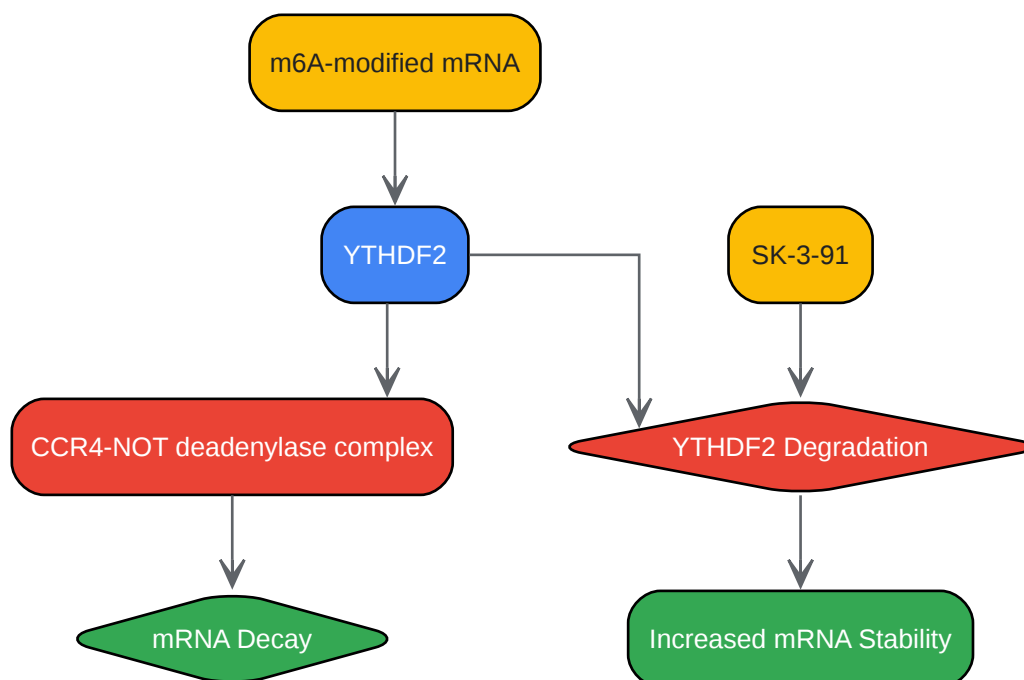 m6A-modified mRNA
YTHDF2
SK-3-91
CCR4-NOT deadenylase complex
YTHDF2 Degradation
mRNA Decay
Increased mRNA Stability